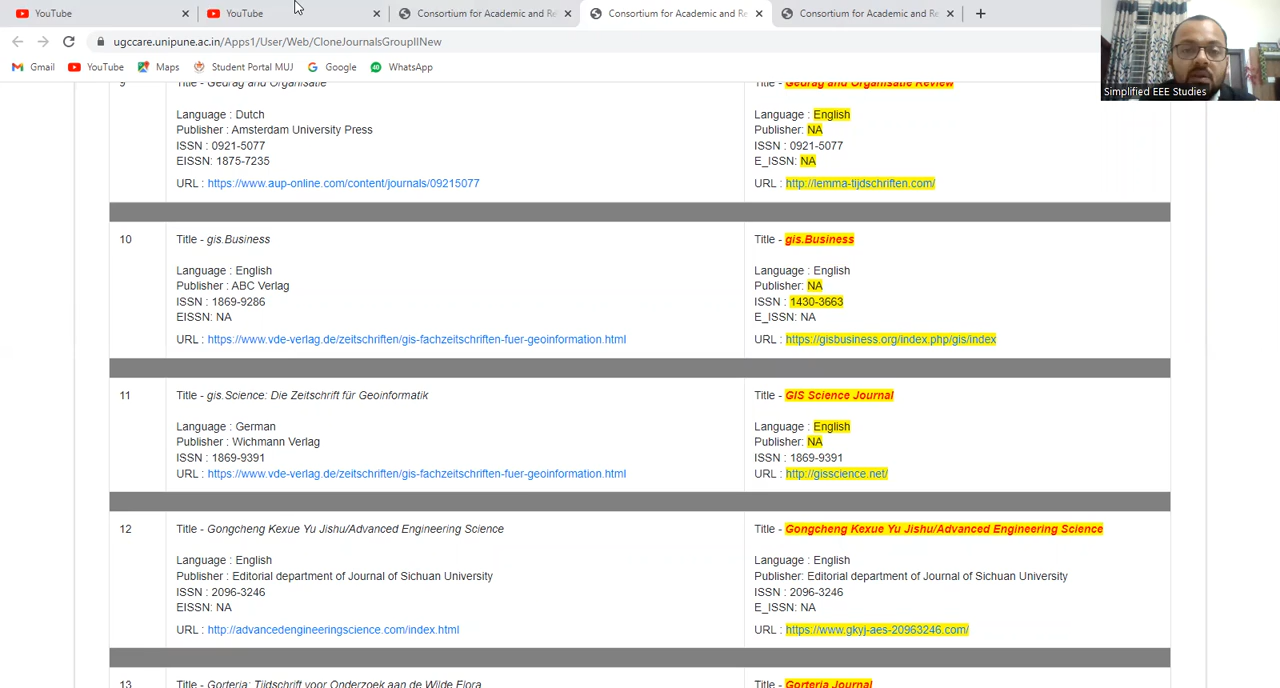 YouTube
YouTube
Consortium for Academic and Re
Consortium for Academic and Re
Consortium for Academic and Re
ugccare.unipune.ac.in/Apps1/User/Web/CloneJournalsGroupIINew
Gmail YouTube Maps Student Portal MUJ Google WhatsApp
Simplified EEE Studies
9
Title - Gedrag and Organisatie
Language : Dutch
Publisher : Amsterdam University Press
ISSN : 0921-5077
EISSN: 1875-7235
URL : https://www.aup-online.com/content/journals/09215077
Title - Gedrag and Organisatie Review
Language : English
Publisher: NA
ISSN : 0921-5077
E_ISSN: NA
URL : http://lemma-tijdschriften.com/
10
Title - gis.Business
Language : English
Publisher : ABC Verlag
ISSN : 1869-9286
EISSN: NA
URL : https://www.vde-verlag.de/zeitschriften/gis-fachzeitschriften-fuer-geoinformation.html
Title - gis.Business
Language : English
Publisher: NA
ISSN : 1430-3663
E_ISSN: NA
URL : https://gisbusiness.org/index.php/gis/index
11
Title - gis.Science: Die Zeitschrift für Geoinformatik
Language : German
Publisher : Wichmann Verlag
ISSN : 1869-9391
URL : https://www.vde-verlag.de/zeitschriften/gis-fachzeitschriften-fuer-geoinformation.html
Title - GIS Science Journal
Language : English
Publisher: NA
ISSN : 1869-9391
URL : http://gisscience.net/
12
Title - Gongcheng Kexue Yu Jishu/Advanced Engineering Science
Language : English
Publisher : Editorial department of Journal of Sichuan University
ISSN : 2096-3246
EISSN: NA
URL : http://advancedengineeringscience.com/index.html
Title - Gongcheng Kexue Yu Jishu/Advanced Engineering Science
Language : English
Publisher: Editorial department of Journal of Sichuan University
ISSN : 2096-3246
E_ISSN: NA
URL : https://www.gkyj-aes-20963246.com/
13
Title - Gorteria: Tijdschrift voor Onderzoek aan de Wilde Flora
Title - Gorteria Journal